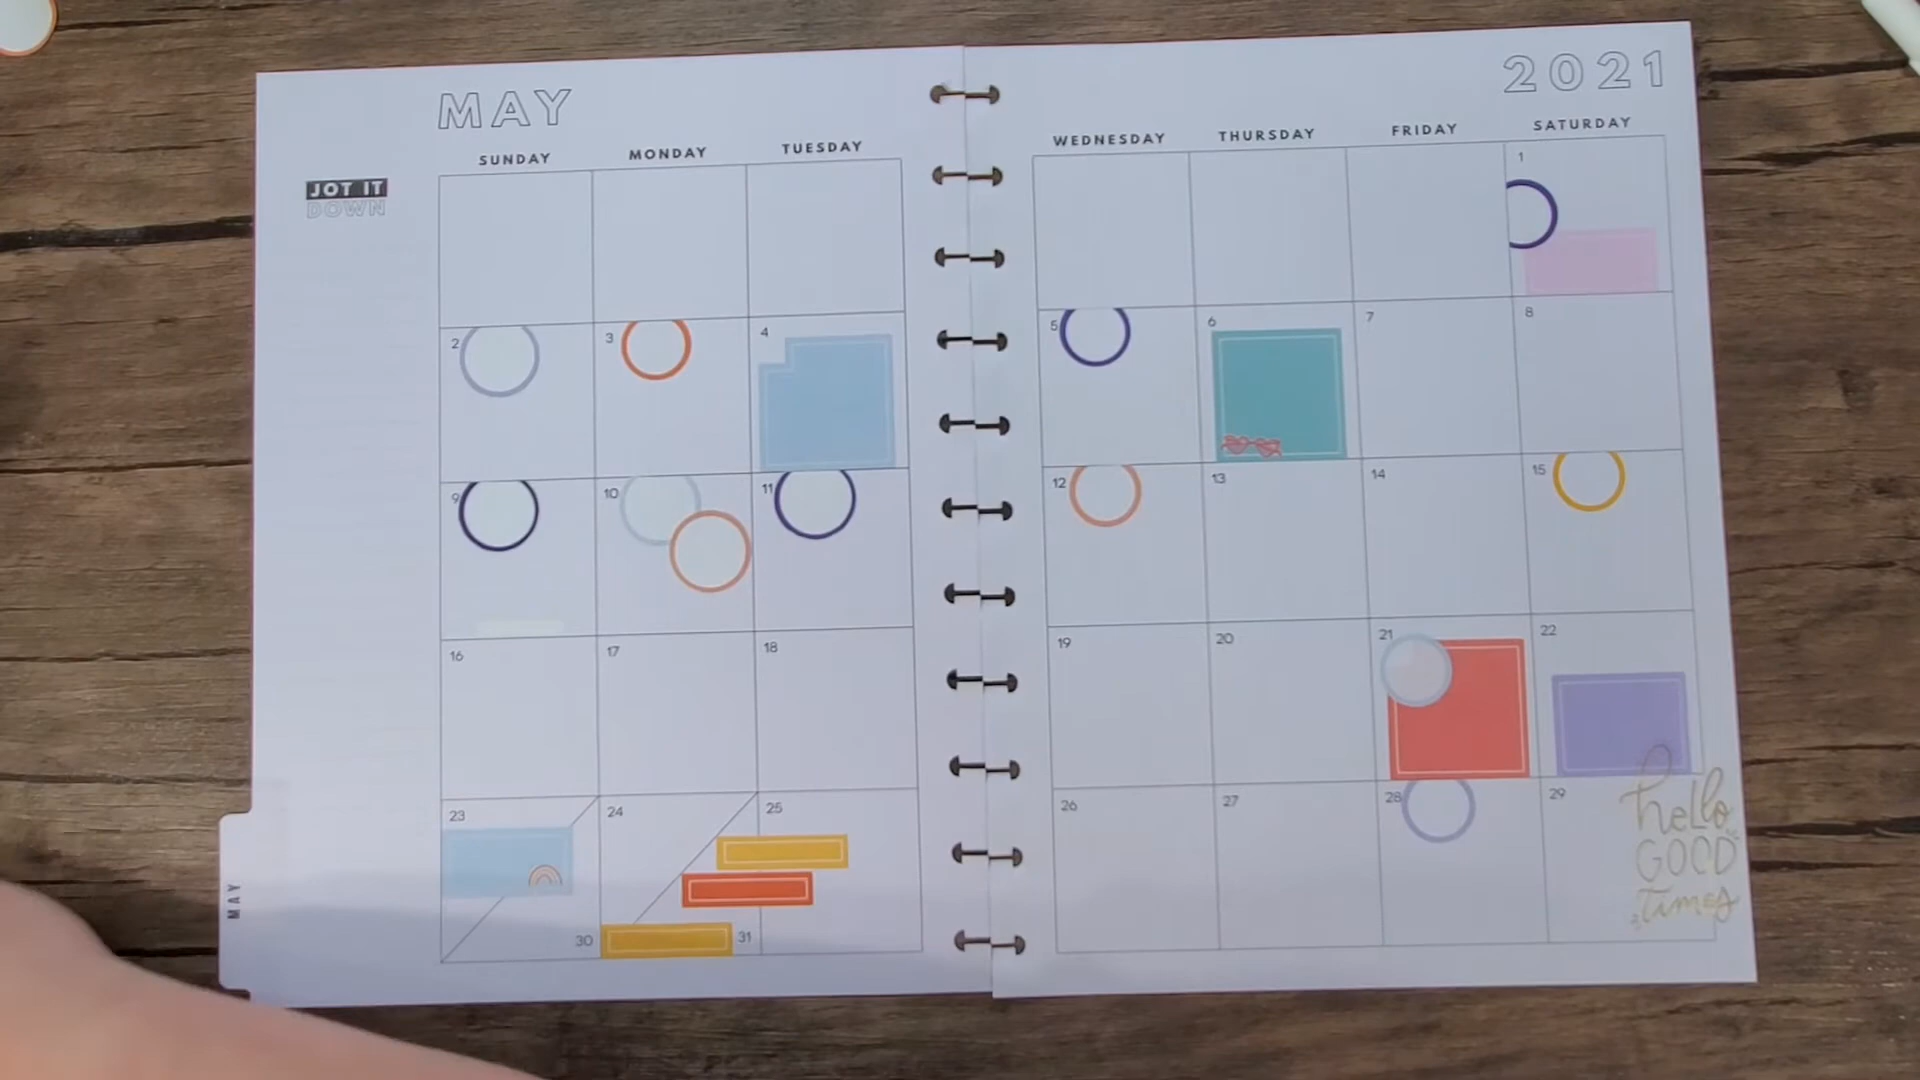 MAY
2021
SUNDAY MONDAY TUESDAY WEDNESDAY THURSDAY FRIDAY SATURDAY
JOT IT
DOWN
1
2 3 4 5 6 7 8
9 10 11 12 13 14 15
16 17 18 19 20 21 22
23 24 25 26 27 28 29
30 31
hello
GOOD
times
MAY